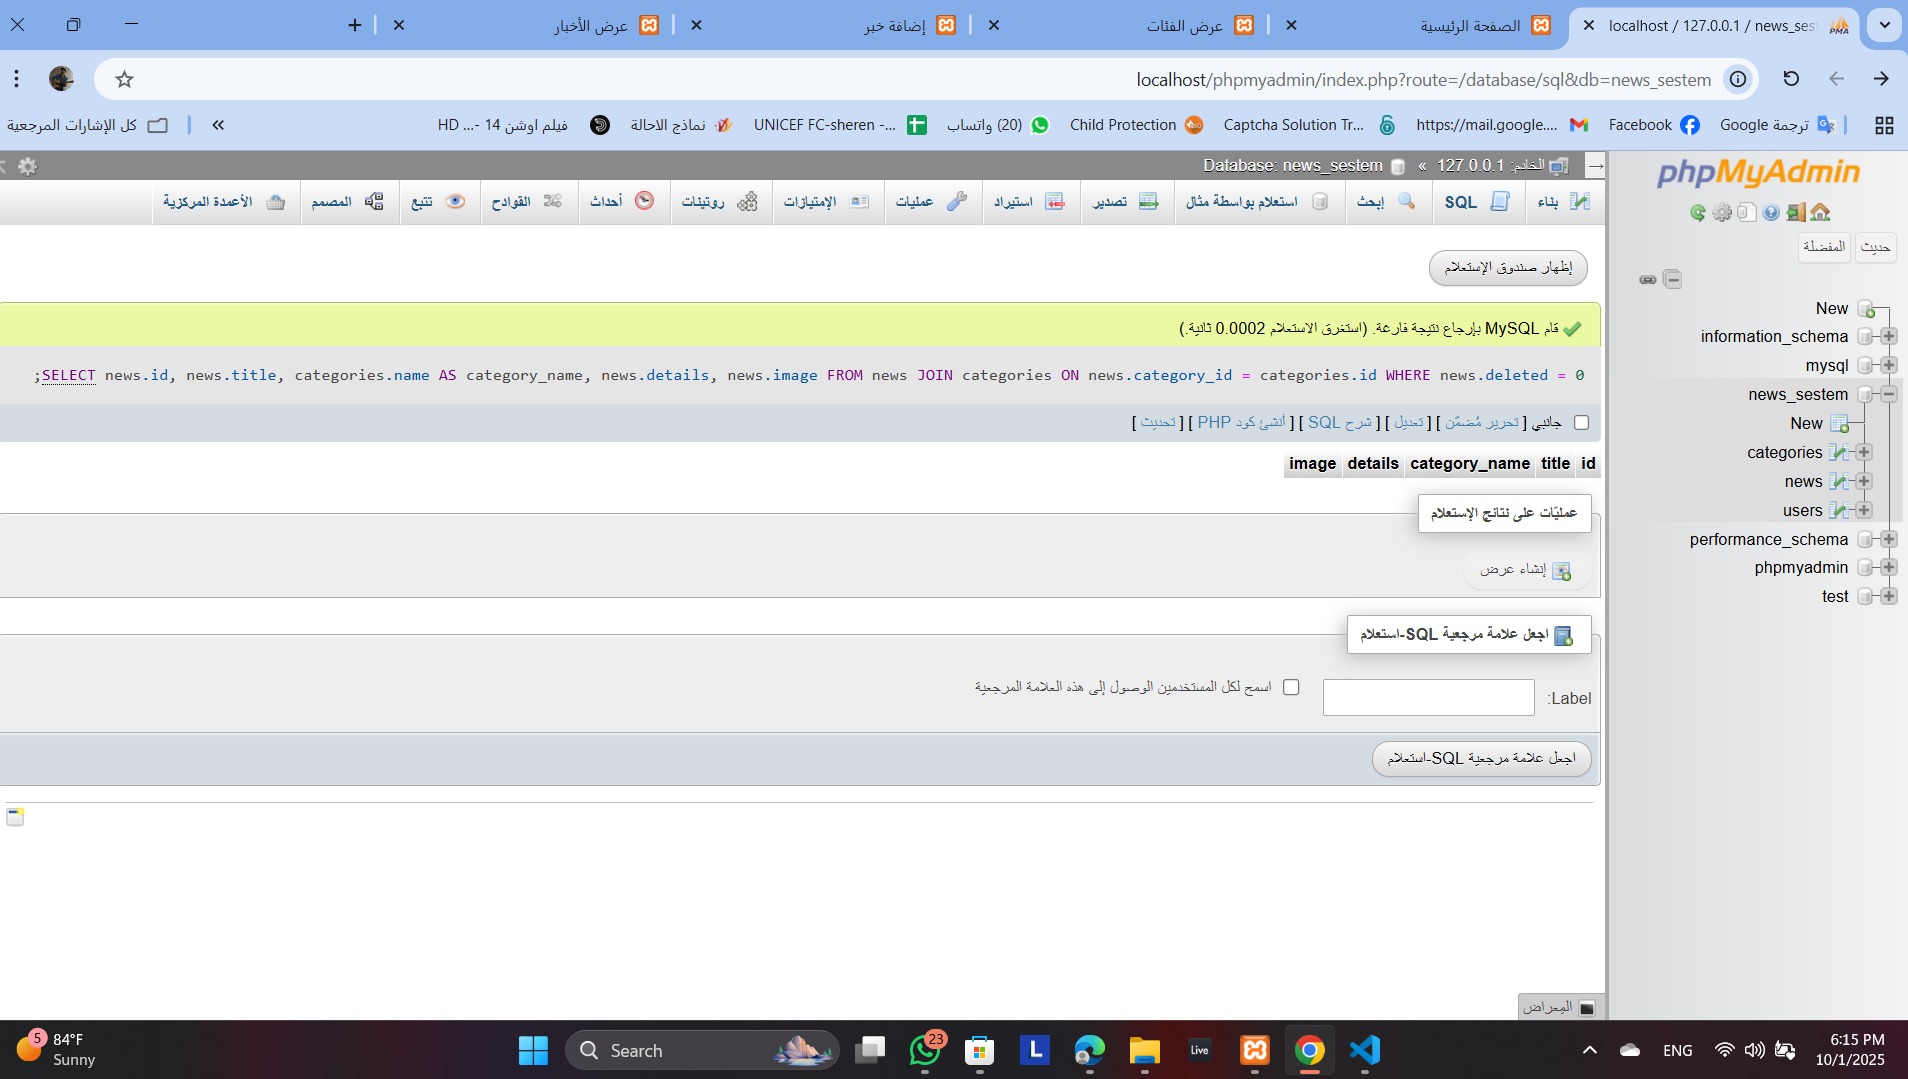 localhost / 127.0.0.1 / news_sest
الصفحة الرئيسية
عرض الفئات
إضافة خبر
عرض الأخبار
localhost/phpmyadmin/index.php?route=/database/sql&db=news_sestem
ترجمة Google
Facebook
https://mail.google....
Captcha Solution Tr...
Child Protection
(20) واتساب
UNICEF FC-sheren -...
نماذج الاحالة
فيلم اوشن 14 -... HD
كل الإشارات المرجعية
phpMyAdmin
حديث
المفضلة
New
information_schema
mysql
news_sestem
New
categories
news
users
performance_schema
phpmyadmin
test
الخادم: 127.0.0.1 » Database: news_sestem
بناء
SQL
إبحث
استعلام بواسطة مثال
تصدير
استيراد
عمليات
الإمتيازات
روتينات
أحداث
القوادح
تتبع
المصمم
الأعمدة المركزية
إظهار صندوق الإستعلام
قام MySQL بإرجاع نتيجة فارغة. (استغرق الاستعلام 0.0002 ثانية.)
SELECT news.id, news.title, categories.name AS category_name, news.details, news.image FROM news JOIN categories ON news.category_id = categories.id WHERE news.deleted = 0;
جانبي [ تحرير مُضمّن ] [ تعديل ] [ شرح SQL ] [ أنشئ كود PHP ] [ تحديث ]
id title category_name details image
عمليّات على نتائج الإستعلام
إنشاء عرض
اجعل علامة مرجعية SQL-استعلام
Label:
اسمح لكل المستخدمين الوصول إلى هذه العلامة المرجعية
اجعل علامة مرجعية SQL-استعلام
المِعراض
5
84°F
Sunny
Search
23
L
Live
ENG
6:15 PM
10/1/2025